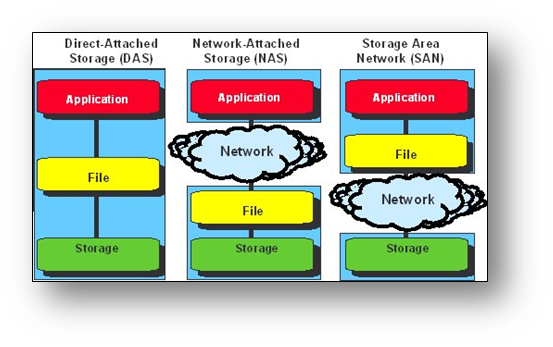 Direct-Attached
Storage (DAS)
Application
File
Storage
Network-Attached
Storage (NAS)
Application
Network
File
Storage
Storage Area
Network (SAN)
Application
File
Network
Storage